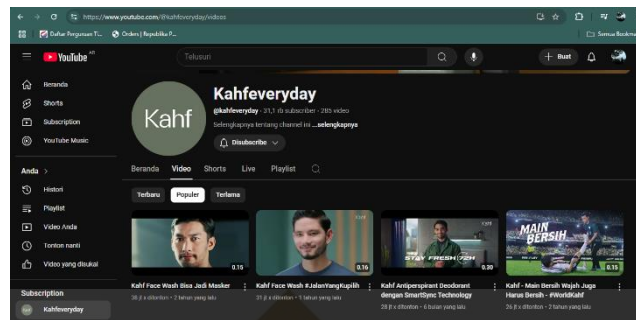 https://www.youtube.com/@kahfeveryday/videos
Daftar Perguruan Ti...
Orders | Republika P...
Semua Bookma
YouTube
Telusuri
Buat
Beranda
Shorts
Subscription
YouTube Music
Anda
Histori
Playlist
Video Anda
Tonton nanti
Video yang disukai
Subscription
Kahfeveryday
Kahf
Kahfeveryday
@kahfeveryday · 31,1 rb subscriber · 285 video
Selengkapnya tentang channel ini ...selengkapnya
Disubscribe
Beranda Video Shorts Live Playlist
Terbaru Populer Terlama
0.15
0.16
STAY FRESH 72H
0.30
MAIN BERSIH
0.15
Kahf Face Wash Bisa Jadi Masker
38 jt x ditonton · 2 tahun yang lalu
Kahf Face Wash #JalanYangKupilih
31 jt x ditonton · 1 tahun yang lalu
Kahf Antiperspirant Deodorant
dengan SmartSync Technology
28 jt x ditonton · 6 bulan yang lalu
Kahf - Main Bersih Wajah Juga
Harus Bersih - #WorldKahf
26 jt x ditonton · 2 tahun yang lalu